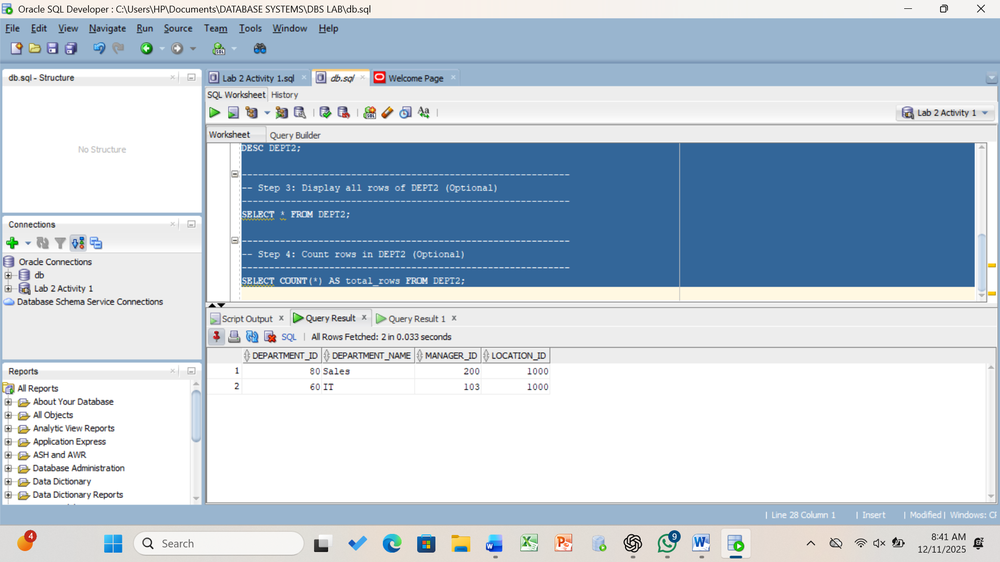 Oracle SQL Developer : C:\Users\HP\Documents\DATABASE SYSTEMS\DBS LAB\db.sql
File Edit View Navigate Run Source Team Tools Window Help
db.sql - Structure
No Structure
Connections
Oracle Connections
db
Lab 2 Activity 1
Database Schema Service Connections
Reports
All Reports
About Your Database
All Objects
Analytic View Reports
Application Express
ASH and AWR
Database Administration
Data Dictionary
Data Dictionary Reports
Lab 2 Activity 1.sql db.sql Welcome Page
SQL Worksheet History
Lab 2 Activity 1
Worksheet Query Builder
DESC DEPT2;
------------------------------------------------------------
-- Step 3: Display all rows of DEPT2 (Optional)
------------------------------------------------------------
SELECT * FROM DEPT2;
------------------------------------------------------------
-- Step 4: Count rows in DEPT2 (Optional)
------------------------------------------------------------
SELECT COUNT(*) AS total_rows FROM DEPT2;
Script Output Query Result Query Result 1
SQL All Rows Fetched: 2 in 0.033 seconds
DEPARTMENT_ID DEPARTMENT_NAME MANAGER_ID LOCATION_ID
1 80 Sales 200 1000
2 60 IT 103 1000
Line 28 Column 1 Insert Modified Windows: CF
4 Search 9 8:41 AM
12/11/2025